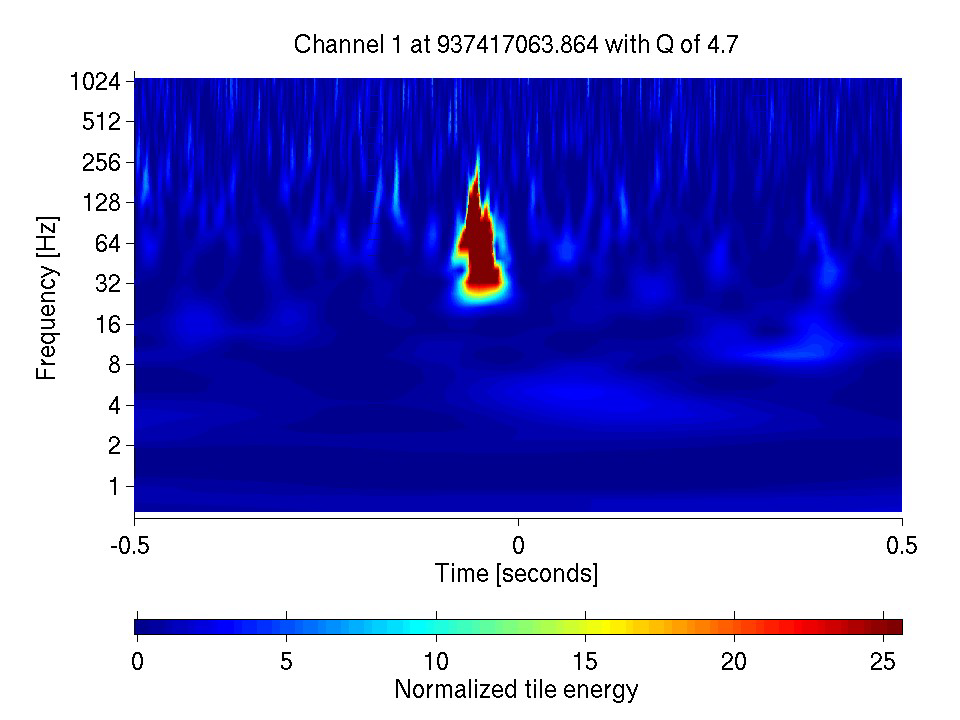 Channel 1 at 937417063.864 with Q of 4.7
1024
512
256
128
64
32
16
8
4
2
1
Frequency [Hz]
-0.5 0 0.5
Time [seconds]
0 5 10 15 20 25
Normalized tile energy